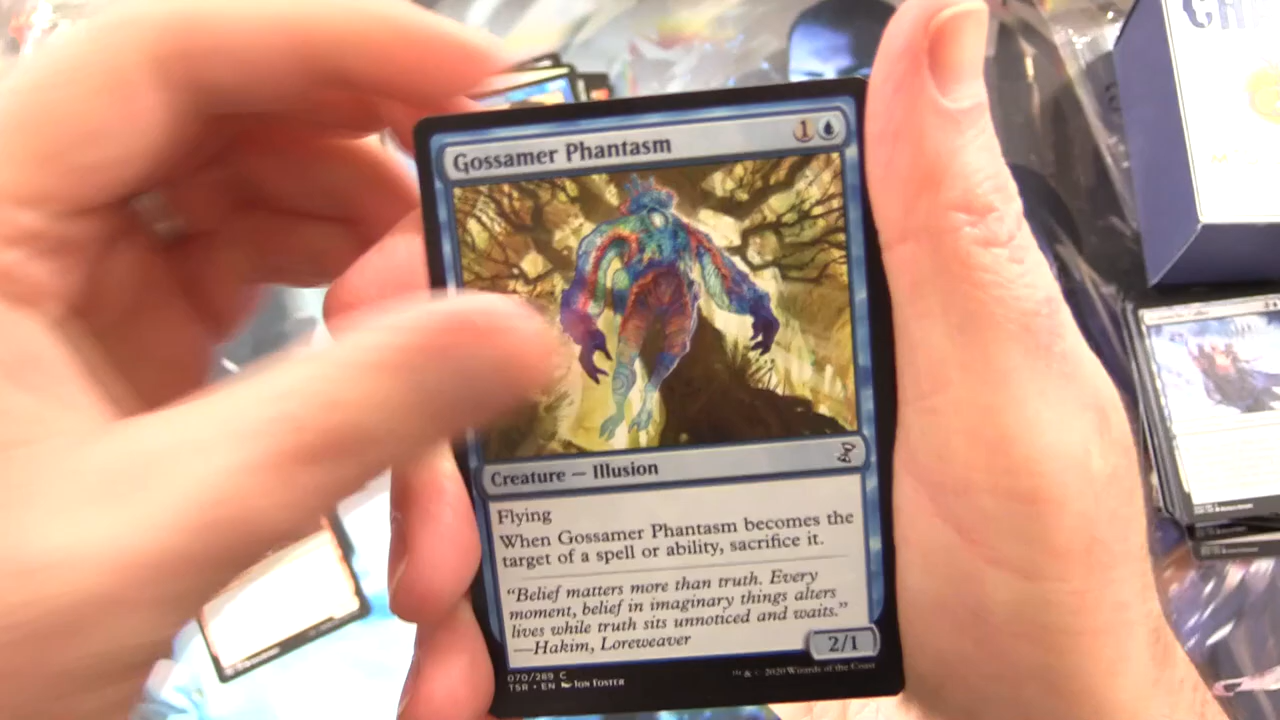 Gossamer Phantasm 1
Creature — Illusion
Flying
When Gossamer Phantasm becomes the
target of a spell or ability, sacrifice it.
“Belief matters more than truth. Every
moment, belief in imaginary things alters
lives while truth sits unnoticed and waits.”
—Hakim, Loreweaver
2/1
070/289 C
TSR • EN Jon Foster
™ & © 2020 Wizards of the Coast